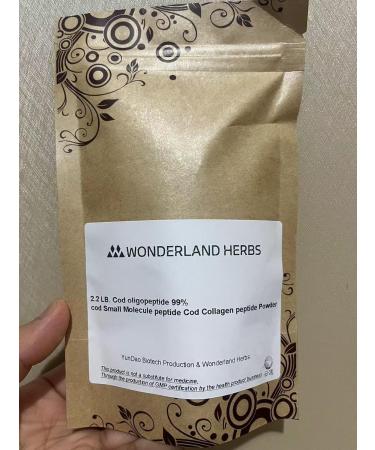 WONDERLAND HERBS
2.2 LB. Cod oligopeptide 99%
cod Small Molecule peptide Cod Collagen peptide Powder
YunDao Biotech Production & Wonderland Herbs
This product is not a substitute for medicine.
Through the production of GMP certification by the health product business